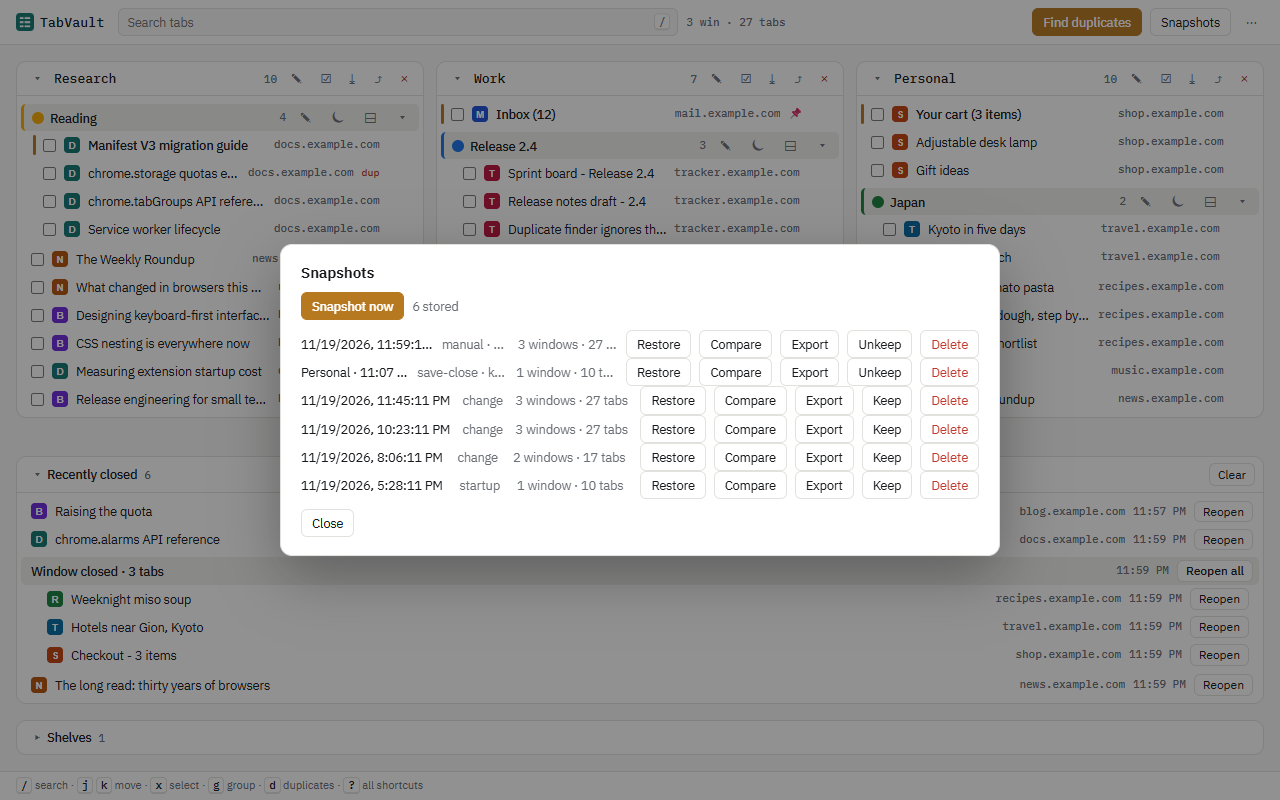 TabVault Search tabs / 3 win · 27 tabs Find duplicates Snapshots ···
Research 10
Reading 4
D Manifest V3 migration guide docs.example.com
D chrome.storage quotas e... docs.example.com dup
D chrome.tabGroups API refere... docs.example.com
D Service worker lifecycle docs.example.com
N The Weekly Roundup news
N What changed in browsers this ...
B Designing keyboard-first interfac...
B CSS nesting is everywhere now
D Measuring extension startup cost
B Release engineering for small te...
Work 7
M Inbox (12) mail.example.com
Release 2.4 3
T Sprint board - Release 2.4 tracker.example.com
T Release notes draft - 2.4 tracker.example.com
T Duplicate finder ignores th... tracker.example.com
Personal 10
S Your cart (3 items) shop.example.com
S Adjustable desk lamp shop.example.com
S Gift ideas shop.example.com
Japan 2
T Kyoto in five days travel.example.com
travel.example.com
pasta recipes.example.com
dough, step by... recipes.example.com
recipes.example.com
music.example.com
news.example.com
Snapshots
Snapshot now 6 stored
11/19/2026, 11:59:1... manual · ... 3 windows · 27 ... Restore Compare Export Unkeep Delete
Personal · 11:07 ... save-close · k... 1 window · 10 t... Restore Compare Export Unkeep Delete
11/19/2026, 11:45:11 PM change 3 windows · 27 tabs Restore Compare Export Keep Delete
11/19/2026, 10:23:11 PM change 3 windows · 27 tabs Restore Compare Export Keep Delete
11/19/2026, 8:06:11 PM change 2 windows · 17 tabs Restore Compare Export Keep Delete
11/19/2026, 5:28:11 PM startup 1 window · 10 tabs Restore Compare Export Keep Delete
Close
Recently closed 6 Clear
B Raising the quota blog.example.com 11:57 PM Reopen
D chrome.alarms API reference docs.example.com 11:59 PM Reopen
Window closed · 3 tabs 11:59 PM Reopen all
R Weeknight miso soup recipes.example.com 11:59 PM Reopen
T Hotels near Gion, Kyoto travel.example.com 11:59 PM Reopen
S Checkout - 3 items shop.example.com 11:59 PM Reopen
N The long read: thirty years of browsers news.example.com 11:59 PM Reopen
Shelves 1
/ search · j k move · x select · g group · d duplicates · ? all shortcuts